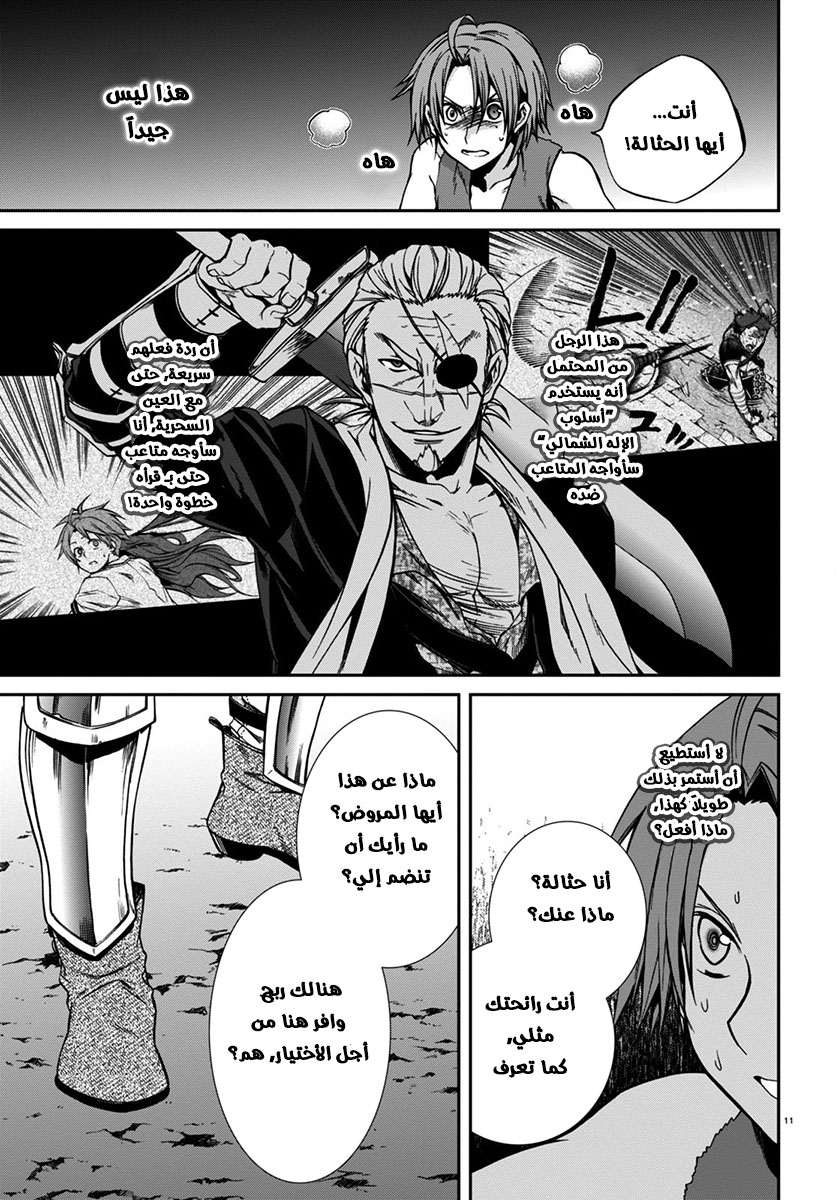 أنت...
أيها الحثالة!
هاه
هاه
هذا ليس
جيداً
هذا الرجل
من المحتمل
أنه يستخدم
"أسلوب
الإله الشمالي"
سأواجه المتاعب
ضده
أن ردة فعلهم
سريعة, حتى
مع العين
السحرية, أنا
سأوجه متاعب
حتى بـ قرأه
خطوة واحدة!
لا أستطيع
أن أستمر بذلك
طويلاً كهذا,
ماذا أفعل؟
أنا حثالة؟
ماذا عنك؟
أنت رائحتك
مثلي,
كما تعرف
ماذا عن هذا
أيها المروض؟
ما رأيك أن
تنضم إلي؟
هنالك ربح
وافر هنا من
أجل الأختيار, هم؟
11